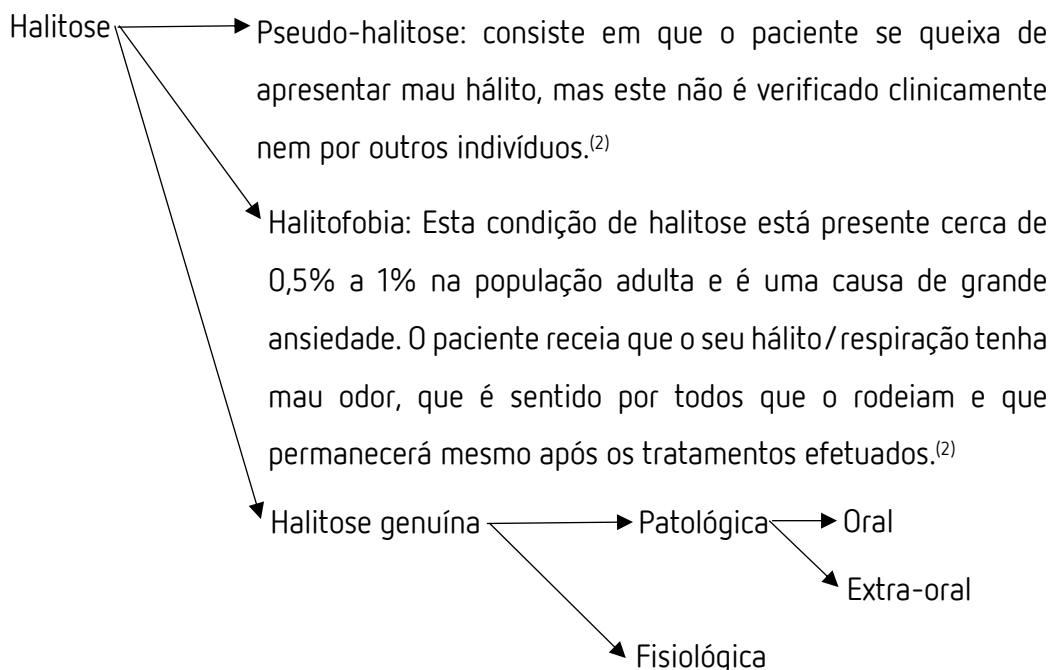 Halitose
Pseudo-halitose: consiste em que o paciente se queixa de
apresentar mau hálito, mas este não é verificado clinicamente
nem por outros indivíduos.(2)
Halitofobia: Esta condição de halitose está presente cerca de
0,5% a 1% na população adulta e é uma causa de grande
ansiedade. O paciente receia que o seu hálito/respiração tenha
mau odor, que é sentido por todos que o rodeiam e que
permanecerá mesmo após os tratamentos efetuados.(2)
Halitose genuína
Patológica
Oral
Extra-oral
Fisiológica